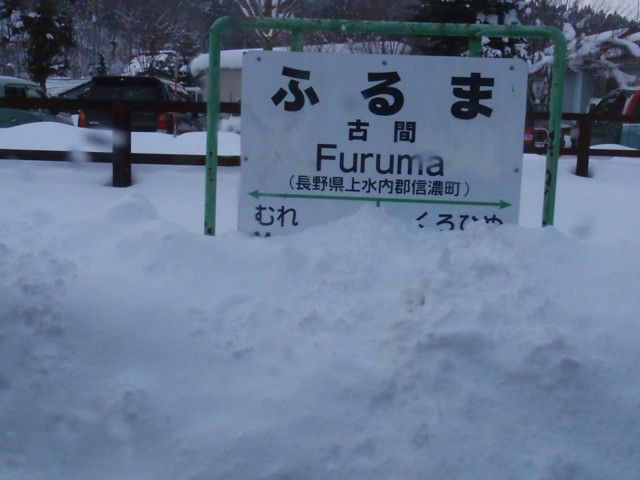 ふるま
古間
Furuma
(長野県上水内郡信濃町)
むれ くろひめ